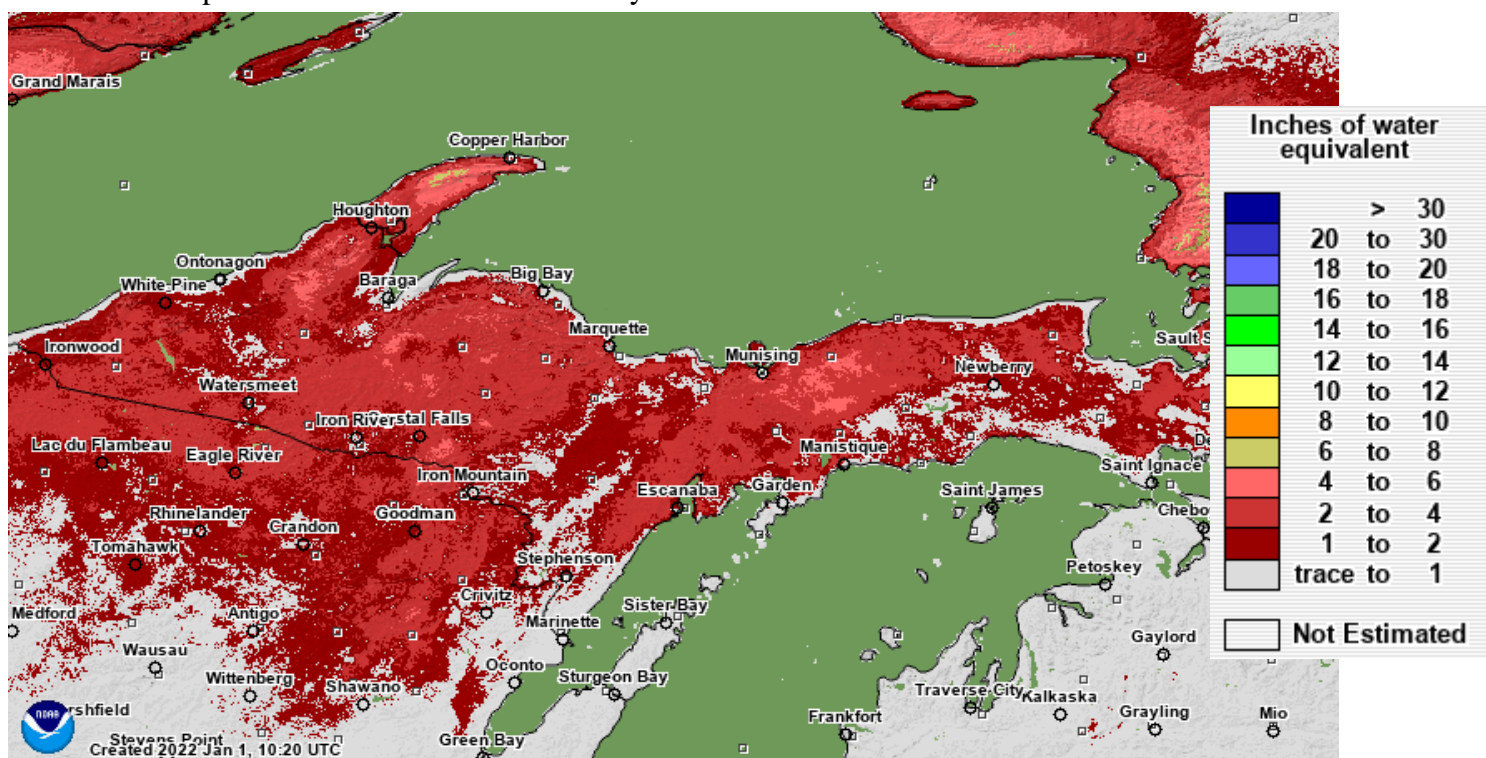 Grand Marais
Copper Harbor
Houghton
Ontonagon
White Pine
Baraga
Big Bay
Marquette
Ironwood
Munising
Sault S
Newberry
Watersmeet
Iron River
stal Falls
Lac du Flambeau
Eagle River
Manistique
Saint Ignace
De
Iron Mountain
Escanaba
Garden
Saint James
Rhinelander
Crandon
Goodman
Chebo
Tomahawk
Stephenson
Petoskey
Medford
Antigo
Crivitz
Sister Bay
Marinette
Gaylord
Wausau
Wittenberg
Shawano
Oconto
Sturgeon Bay
Traverse City
Kalkaska
rshfield
Frankfort
Grayling
Mio
Stevens Point
Green Bay
NOAA
Created 2022 Jan 1, 10:20 UTC
Inches of water
equivalent
> 30
20 to 30
18 to 20
16 to 18
14 to 16
12 to 14
10 to 12
8 to 10
6 to 8
4 to 6
2 to 4
1 to 2
trace to 1
Not Estimated